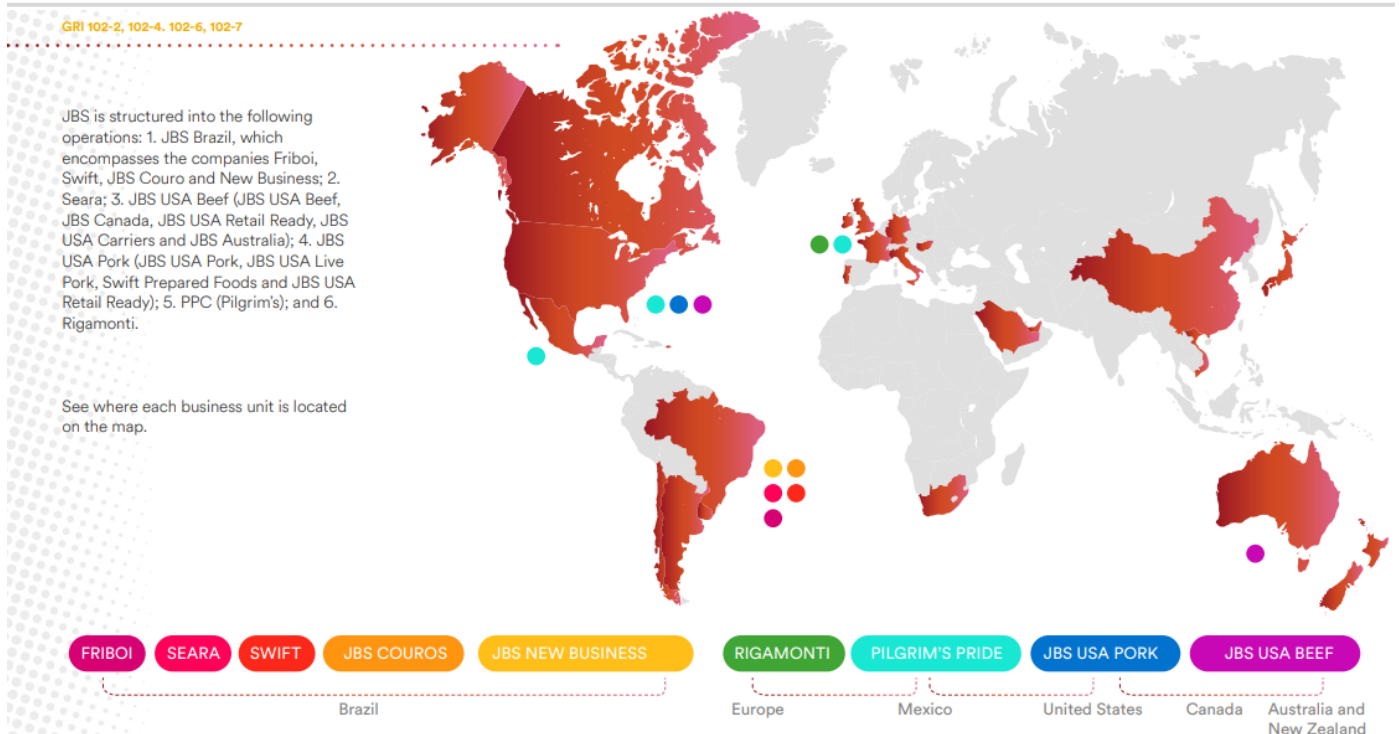 GRI 102-2, 102-4. 102-6, 102-7
JBS is structured into the following
operations: 1. JBS Brazil, which
encompasses the companies Friboi,
Swift, JBS Couro and New Business; 2.
Seara; 3. JBS USA Beef (JBS USA Beef,
JBS Canada, JBS USA Retail Ready, JBS
USA Carriers and JBS Australia); 4. JBS
USA Pork (JBS USA Pork, JBS USA Live
Pork, Swift Prepared Foods and JBS USA
Retail Ready); 5. PPC (Pilgrim's); and 6.
Rigamonti.
See where each business unit is located
on the map.
FRIBOI SEARA SWIFT JBS COUROS JBS NEW BUSINESS RIGAMONTI PILGRIM'S PRIDE JBS USA PORK JBS USA BEEF
Brazil Europe Mexico United States Canada Australia and
New Zealand